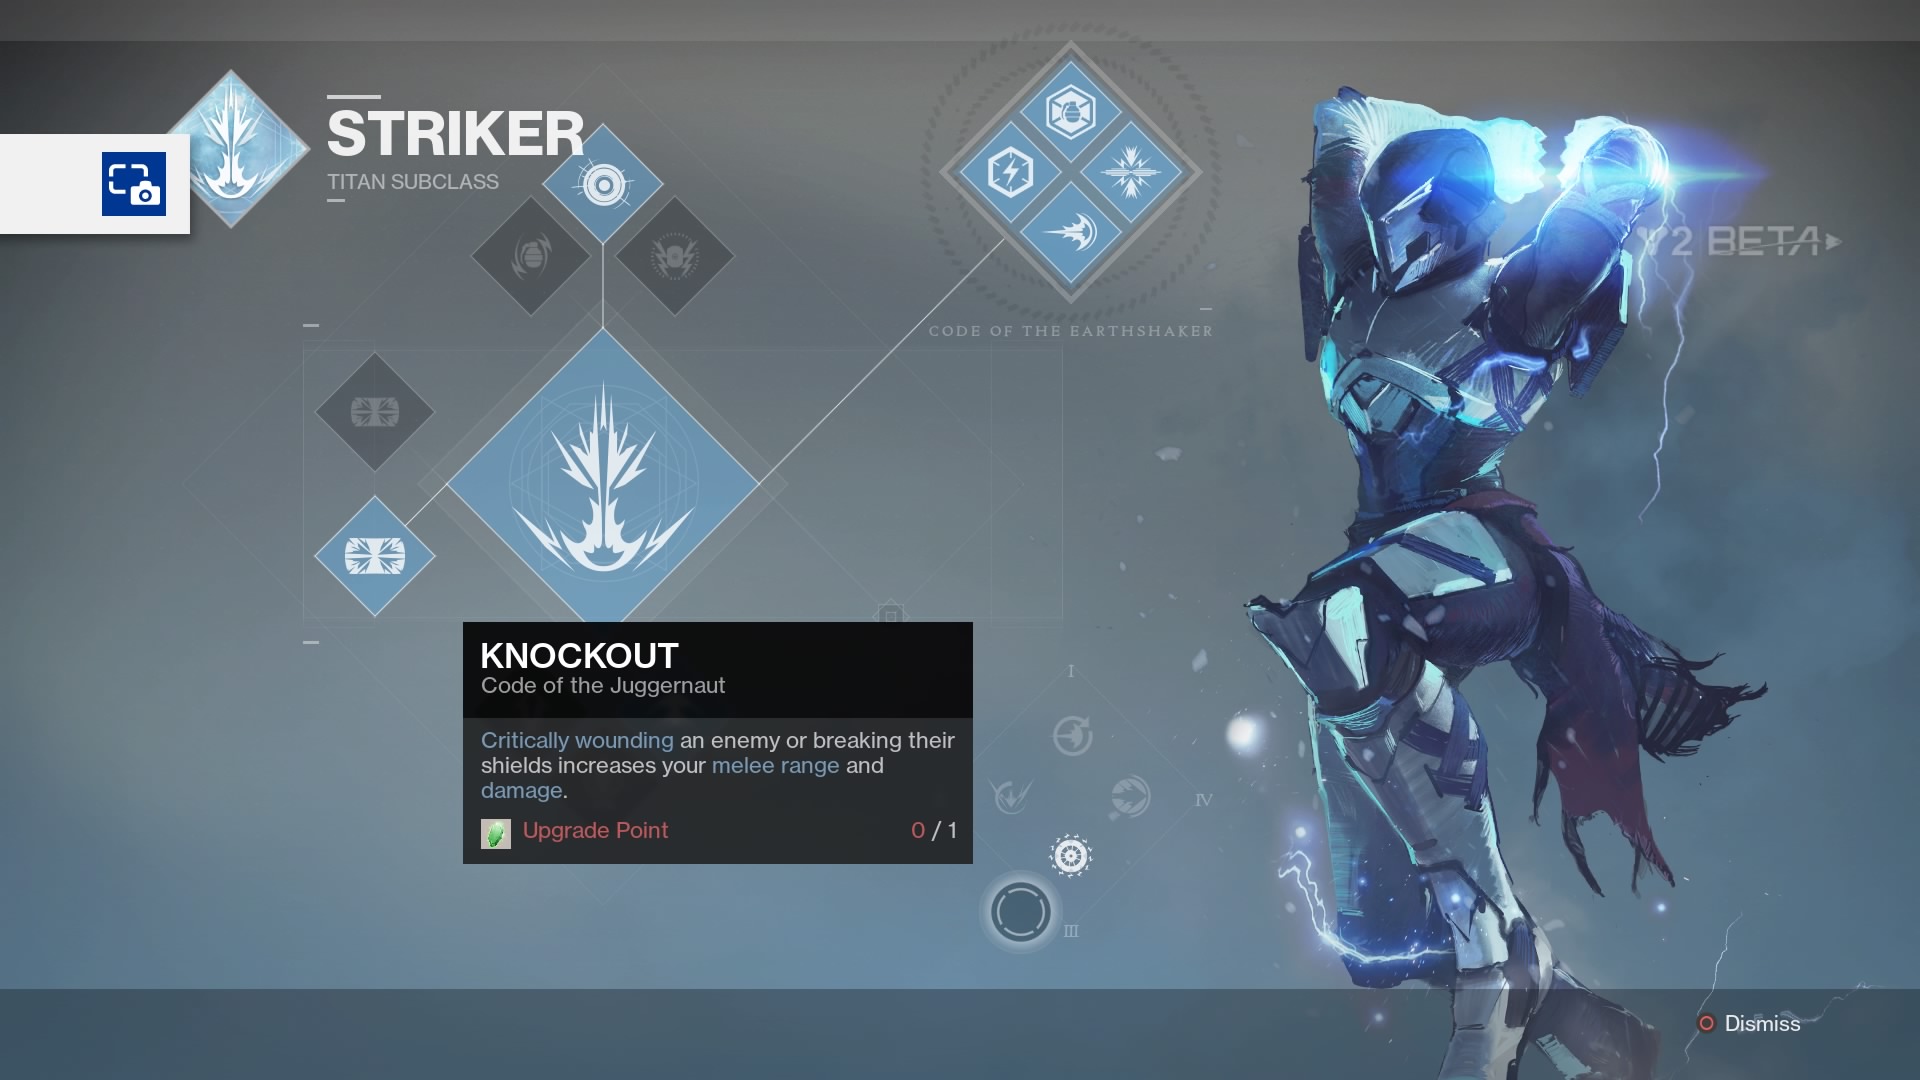 STRIKER
TITAN SUBCLASS
BETA
CODE OF THE EARTHSHAKER
KNOCKOUT
Code of the Juggernaut
Critically wounding an enemy or breaking their
shields increases your melee range and
damage.
Upgrade Point 0 / 1
I
IV
III
Dismiss